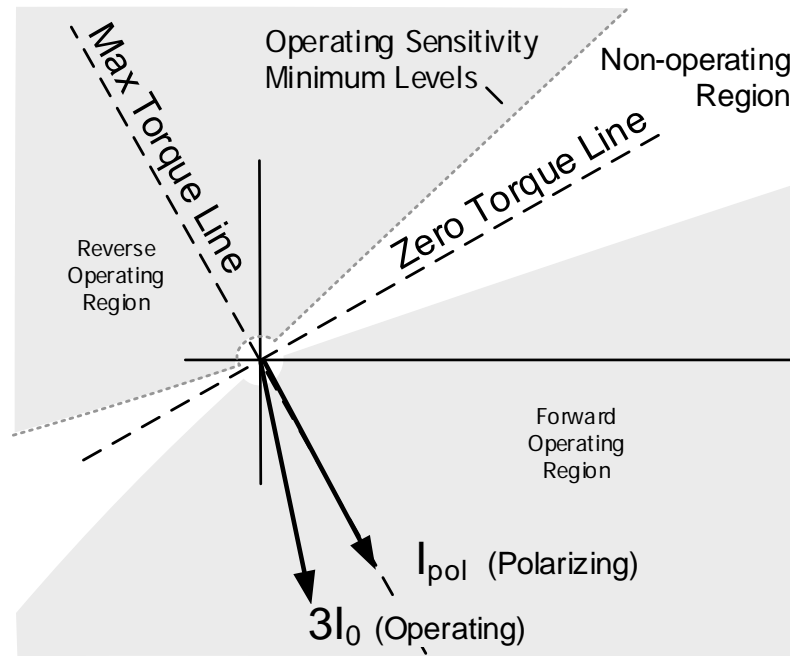 Max Torque Line
Operating Sensitivity
Minimum Levels
Non-operating
Region
Zero Torque Line
Reverse
Operating
Region
Forward
Operating
Region
Ipol (Polarizing)
3I0 (Operating)